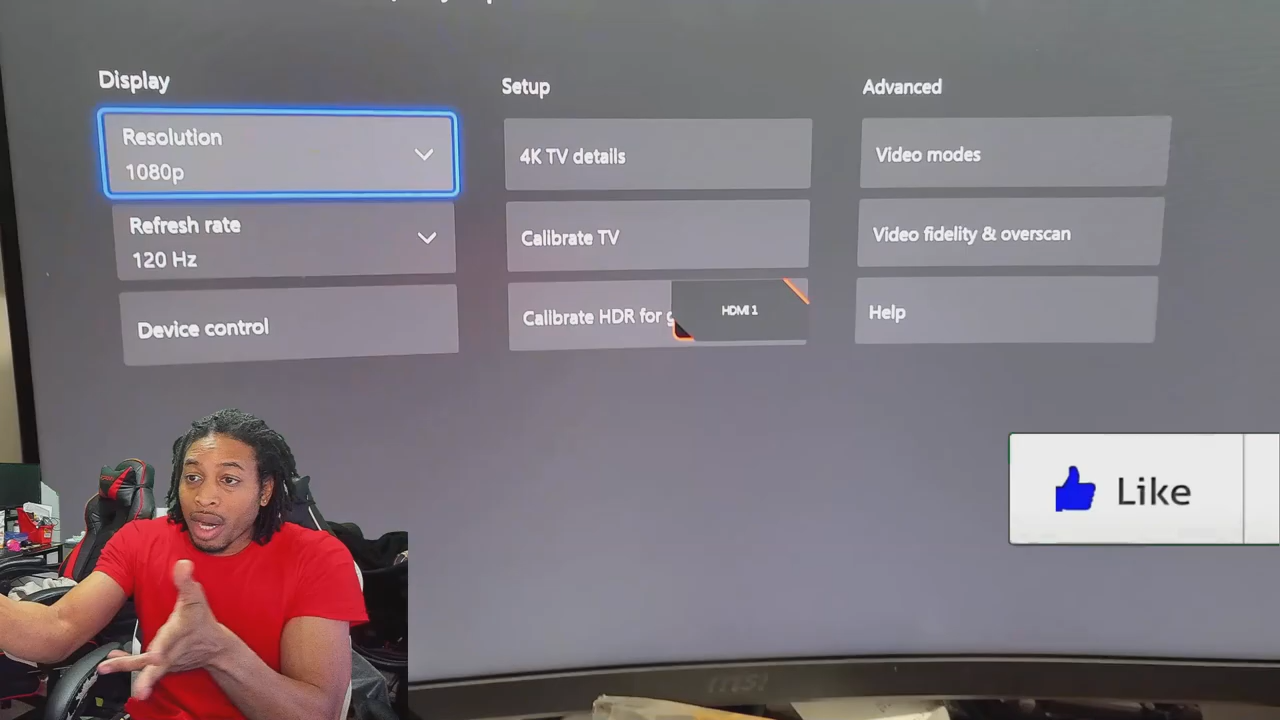 Display
Resolution
1080p
Refresh rate
120 Hz
Device control
Setup
4K TV details
Calibrate TV
Calibrate HDR for g
HDMI 1
Advanced
Video modes
Video fidelity & overscan
Help
Like
msi